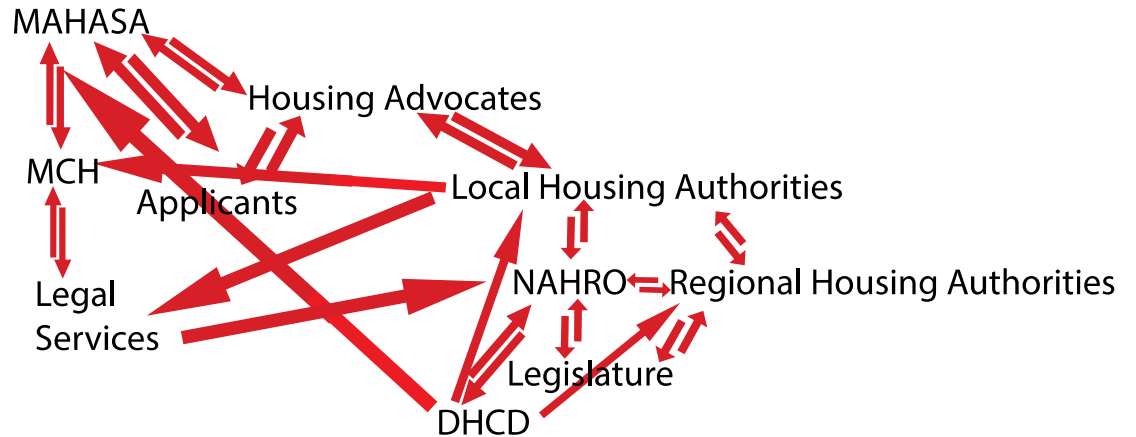 MAHASA
Housing Advocates
MCH
Applicants
Local Housing Authorities
Legal
Services
NAHRO
Regional Housing Authorities
Legislature
DHCD